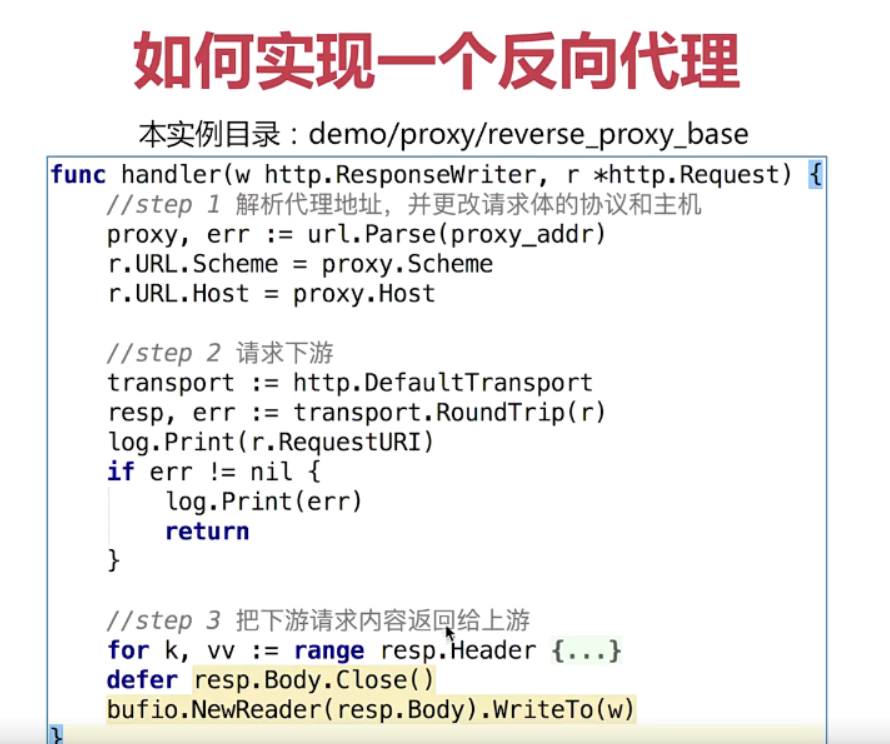 如何实现一个反向代理
本实例目录：demo/proxy/reverse_proxy_base
func handler(w http.ResponseWriter, r *http.Request) {
//step 1 解析代理地址，并更改请求体的协议和主机
proxy, err := url.Parse(proxy_addr)
r.URL.Scheme = proxy.Scheme
r.URL.Host = proxy.Host
//step 2 请求下游
transport := http.DefaultTransport
resp, err := transport.RoundTrip(r)
log.Print(r.RequestURI)
if err != nil {
log.Print(err)
return
}
//step 3 把下游请求内容返回给上游
for k, vv := range resp.Header {...}
defer resp.Body.Close()
bufio.NewReader(resp.Body).WriteTo(w)
}